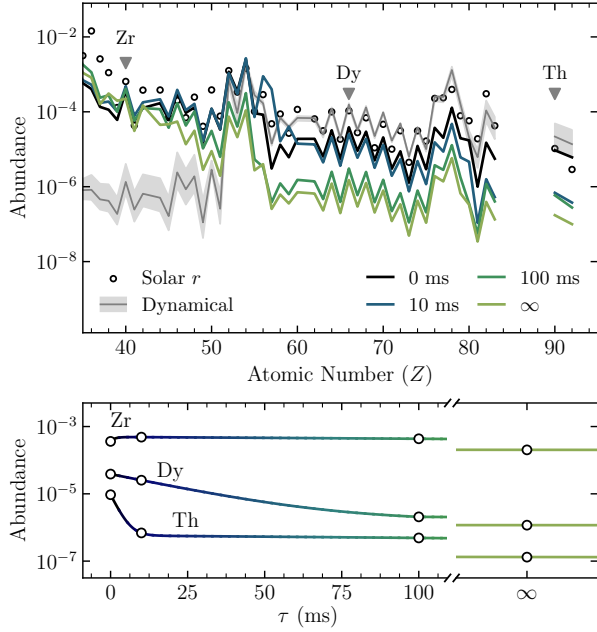 10⁻²
10⁻⁴
10⁻⁶
10⁻⁸
Abundance
Zr
Dy
Th
Solar r
Dynamical
0 ms
10 ms
100 ms
∞
40 50 60 70 80 90
Atomic Number (Z)
10⁻³
10⁻⁵
10⁻⁷
Abundance
Zr
Dy
Th
0 25 50 75 100 ∞
τ (ms)